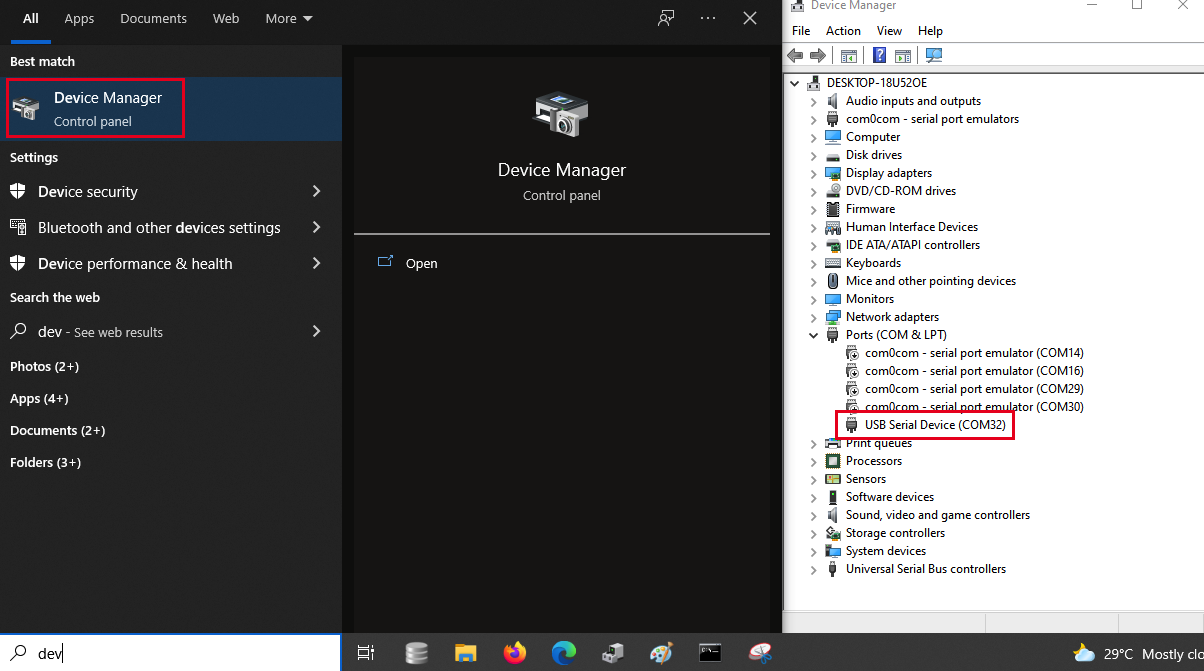 All Apps Documents Web More
Best match
Device Manager
Control panel
Settings
Device security
Bluetooth and other devices settings
Device performance & health
Search the web
dev - See web results
Photos (2+)
Apps (4+)
Documents (2+)
Folders (3+)
dev
Device Manager
Control panel
Open
Device Manager
File Action View Help
DESKTOP-18U52OE
Audio inputs and outputs
com0com - serial port emulators
Computer
Disk drives
Display adapters
DVD/CD-ROM drives
Firmware
Human Interface Devices
IDE ATA/ATAPI controllers
Keyboards
Mice and other pointing devices
Monitors
Network adapters
Ports (COM & LPT)
com0com - serial port emulator (COM14)
com0com - serial port emulator (COM16)
com0com - serial port emulator (COM29)
com0com - serial port emulator (COM30)
USB Serial Device (COM32)
Print queues
Processors
Sensors
Software devices
Sound, video and game controllers
Storage controllers
System devices
Universal Serial Bus controllers
29°C Mostly clo